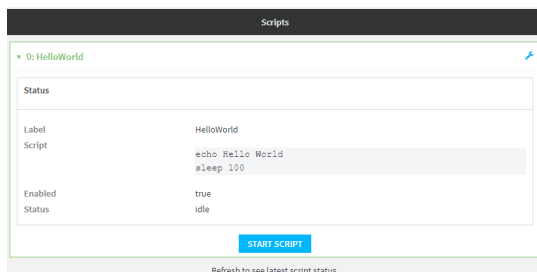 Scripts
0: HelloWorld
Status
Label HelloWorld
Script
echo Hello World
sleep 100
Enabled true
Status idle
START SCRIPT
Refresh to see latest script status